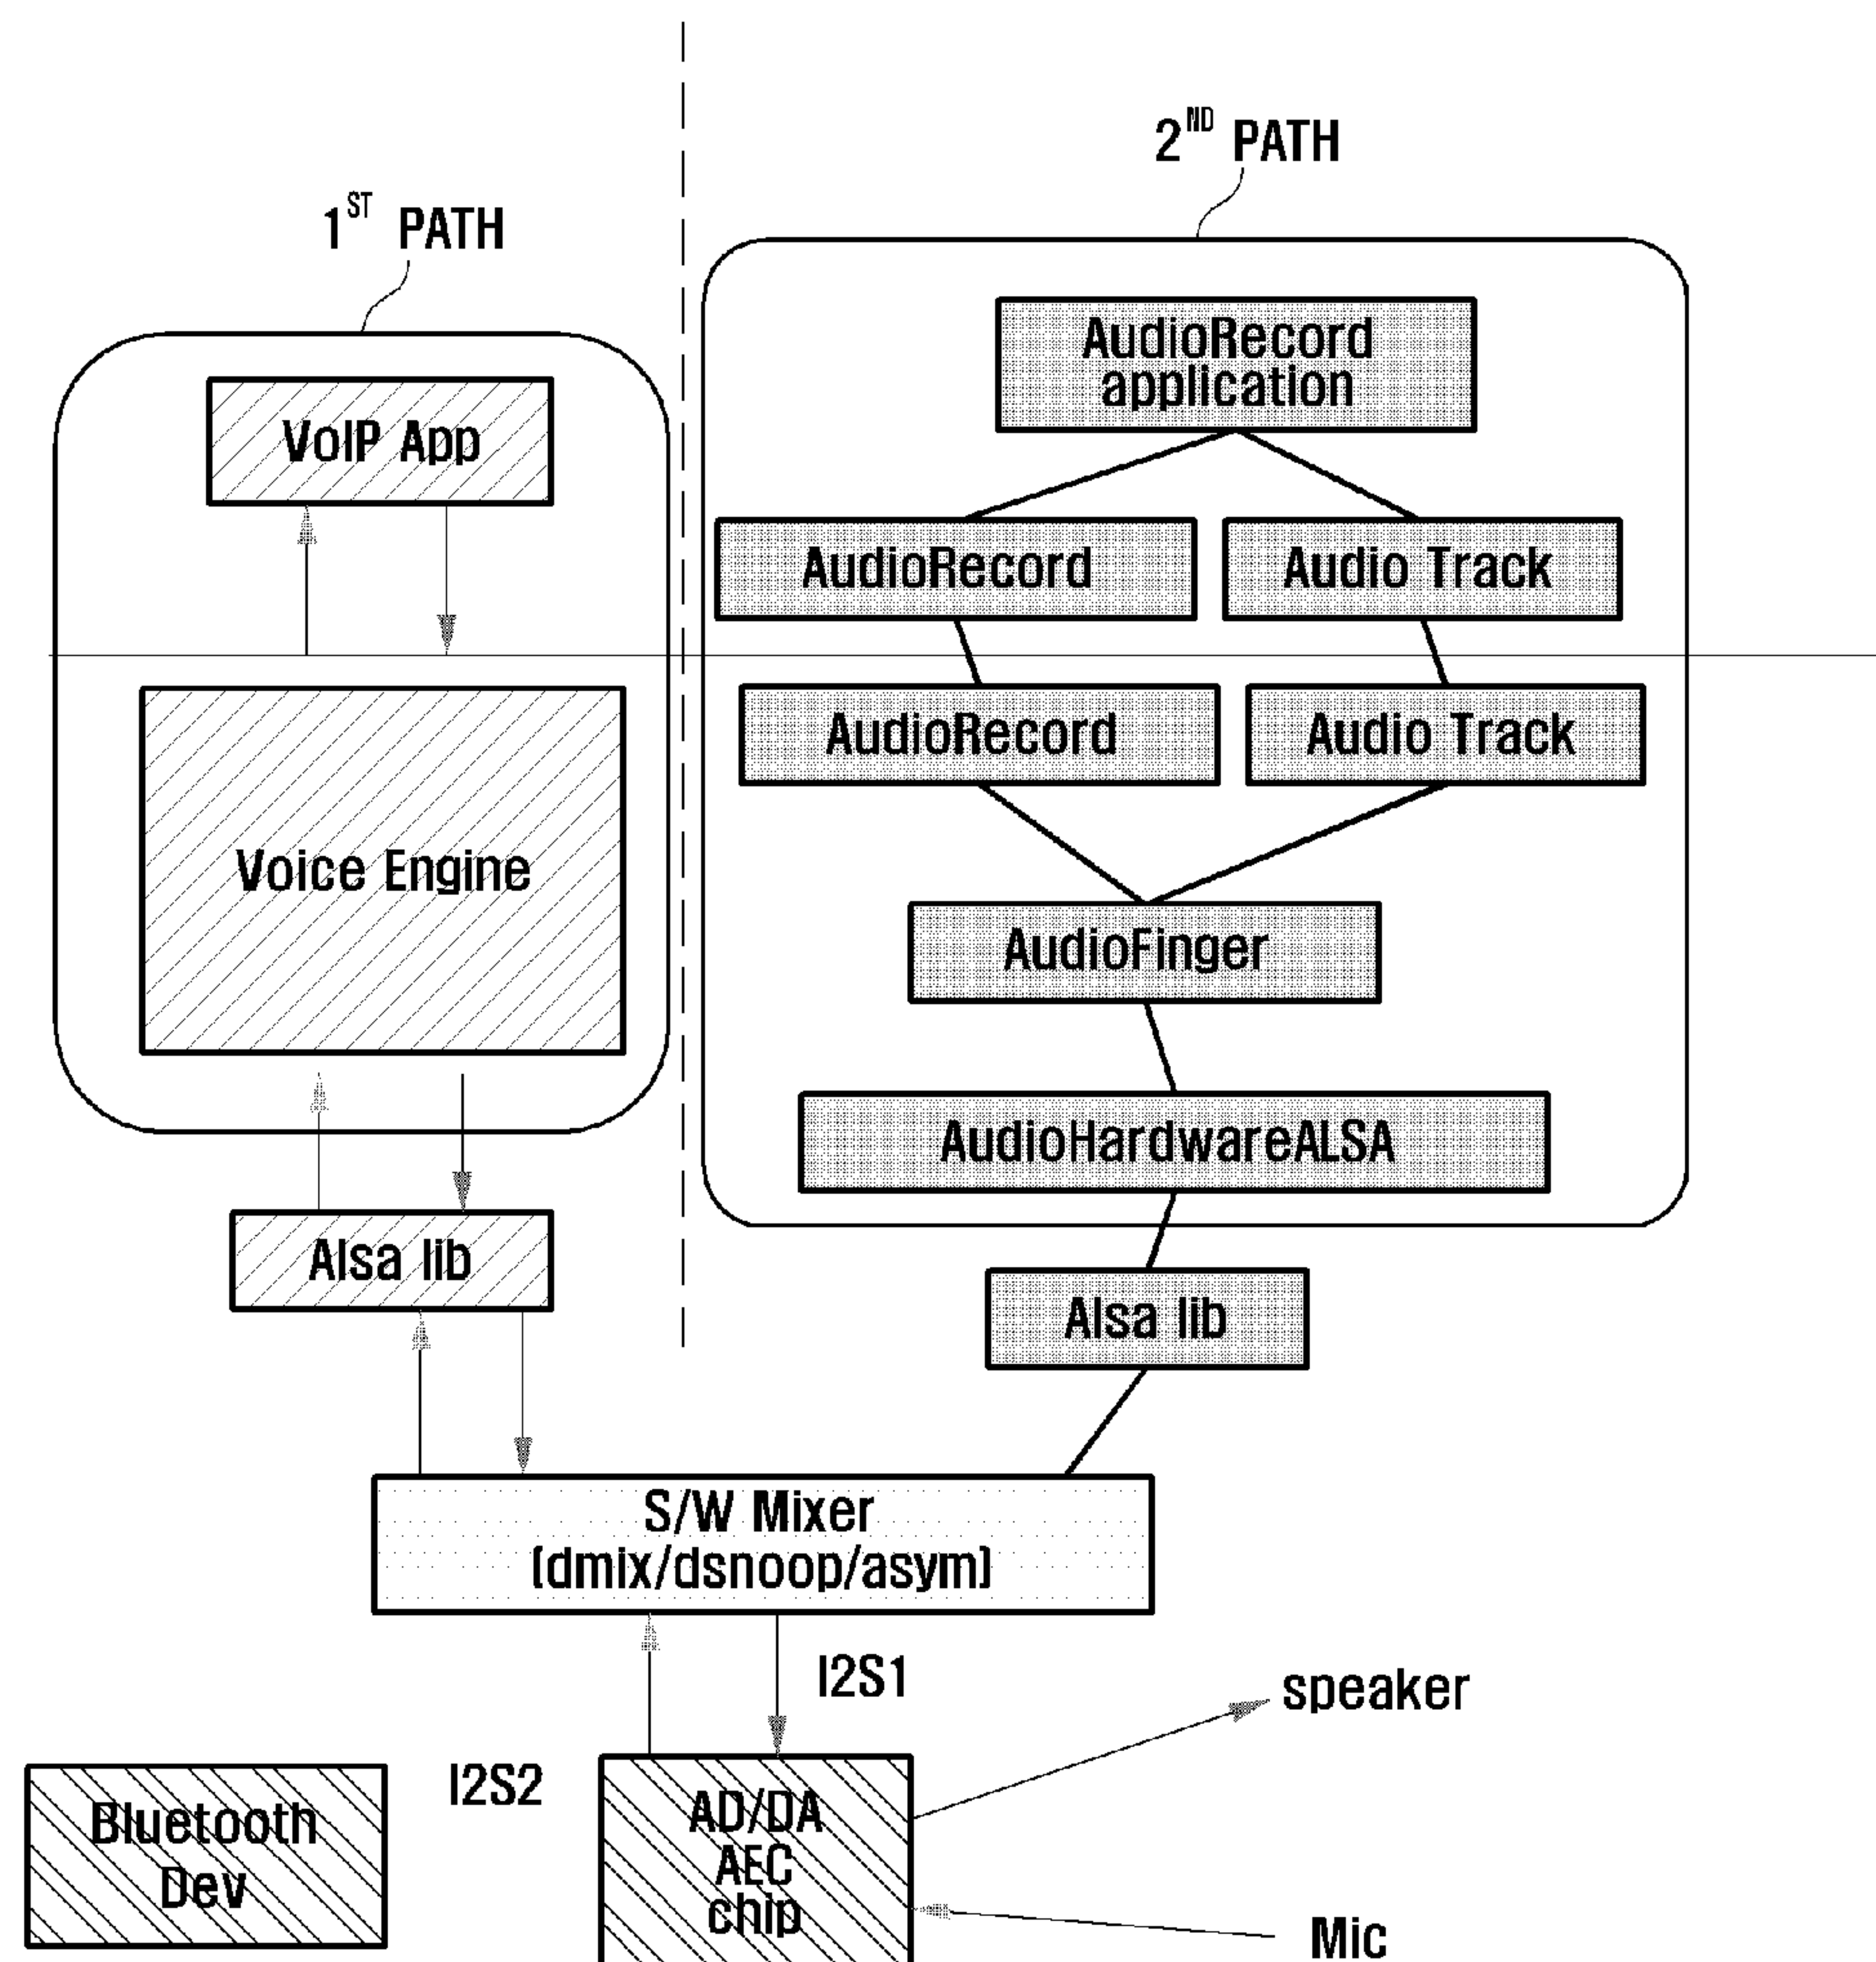 2ND PATH
1ST PATH
AudioRecord
application
VoIP App
AudioRecord
Audio Track
AudioRecord
Audio Track
Voice Engine
AudioFinger
AudioHardwareALSA
Alsa lib
Alsa lib
S/W Mixer
(dmix/dsnoop/asym)
I2S1
speaker
I2S2
Bluetooth
Dev
AD/DA
AEC
chip
Mic